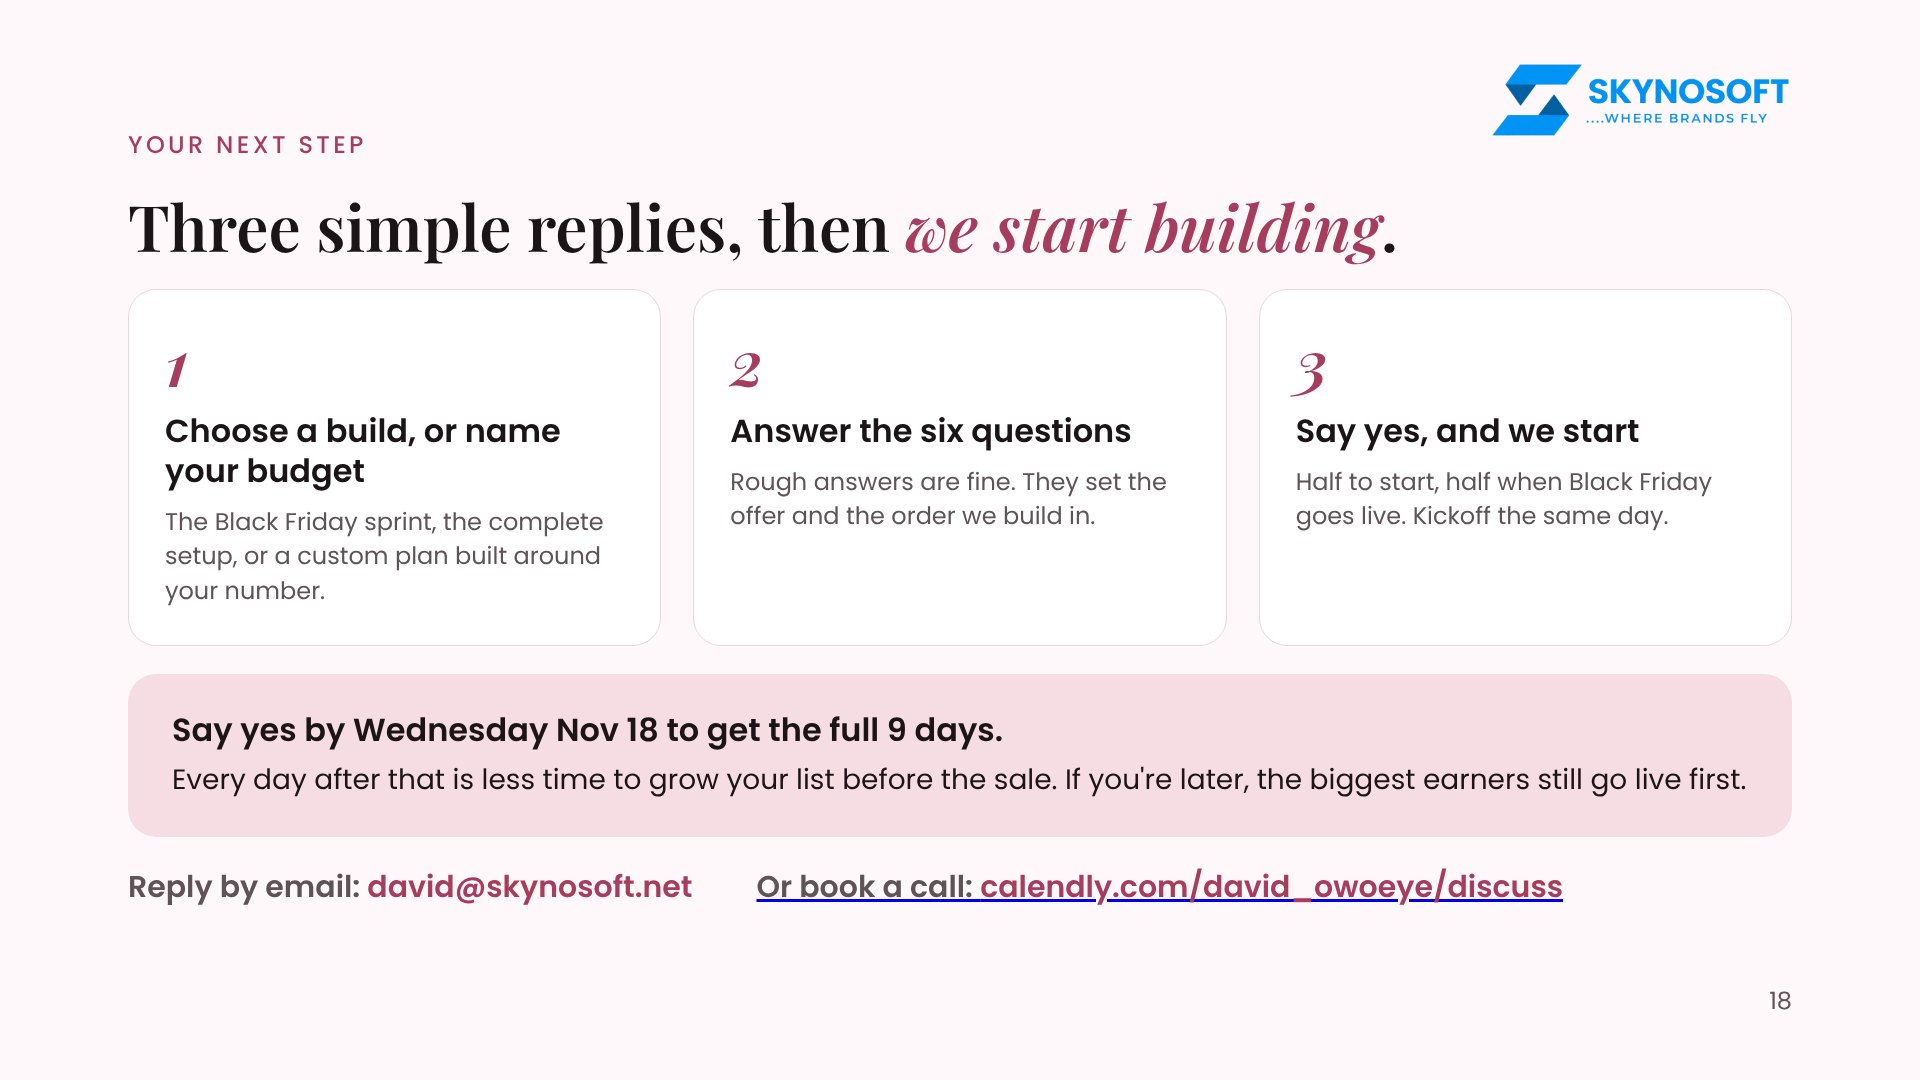 SKYNOSOFT
....WHERE BRANDS FLY
YOUR NEXT STEP
Three simple replies, then we start building.
1
Choose a build, or name
your budget
The Black Friday sprint, the complete
setup, or a custom plan built around
your number.
2
Answer the six questions
Rough answers are fine. They set the
offer and the order we build in.
3
Say yes, and we start
Half to start, half when Black Friday
goes live. Kickoff the same day.
Say yes by Wednesday Nov 18 to get the full 9 days.
Every day after that is less time to grow your list before the sale. If you're later, the biggest earners still go live first.
Reply by email: david@skynosoft.net
Or book a call: calendly.com/david_owoeye/discuss
18